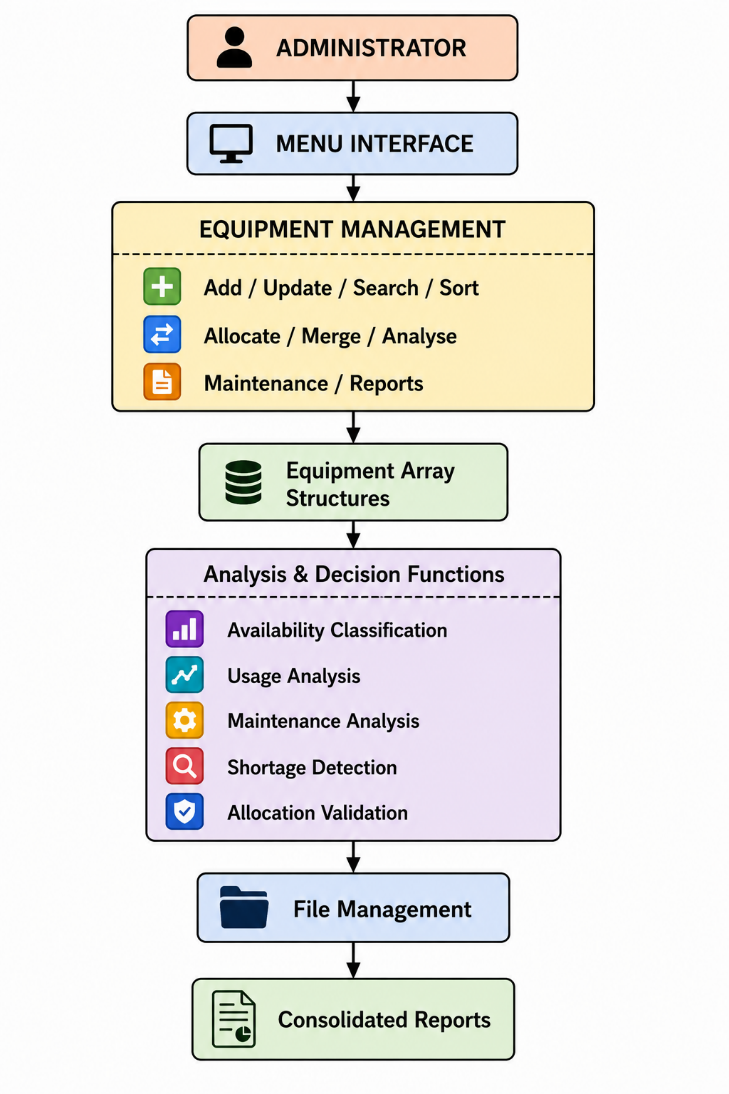 ADMINISTRATOR
MENU INTERFACE
EQUIPMENT MANAGEMENT
Add / Update / Search / Sort
Allocate / Merge / Analyse
Maintenance / Reports
Equipment Array
Structures
Analysis & Decision Functions
Availability Classification
Usage Analysis
Maintenance Analysis
Shortage Detection
Allocation Validation
File Management
Consolidated Reports